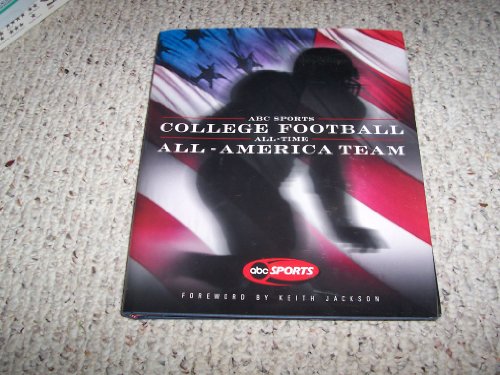 ABC SPORTS
COLLEGE FOOTBALL
ALL-TIME
ALL-AMERICA TEAM
abc SPORTS
FOREWORD BY KEITH JACKSON